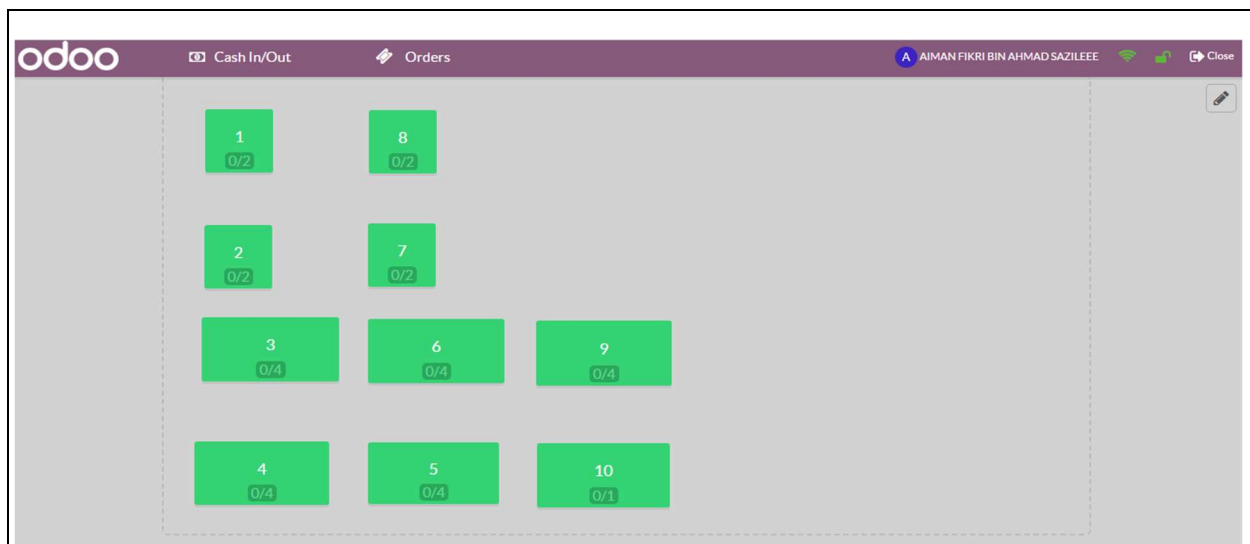 odoo Cash In/Out Orders A AIMAN FIKRI BIN AHMAD SAZILEEE Close
1 8
0/2 0/2
2 7
0/2 0/2
3 6 9
0/4 0/4 0/4
4 5 10
0/4 0/4 0/1